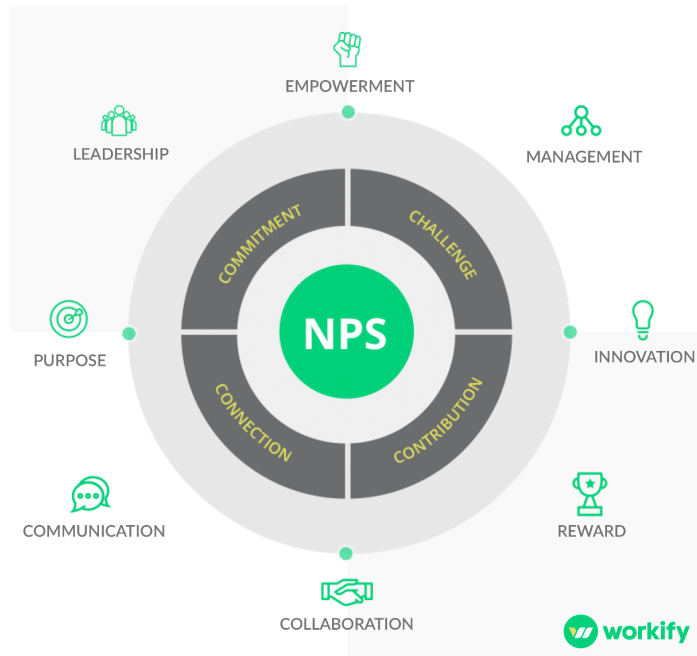 EMPOWERMENT
LEADERSHIP
MANAGEMENT
COMMITMENT
CHALLENGE
NPS
PURPOSE
INNOVATION
CONNECTION
CONTRIBUTION
COMMUNICATION
REWARD
COLLABORATION
workify